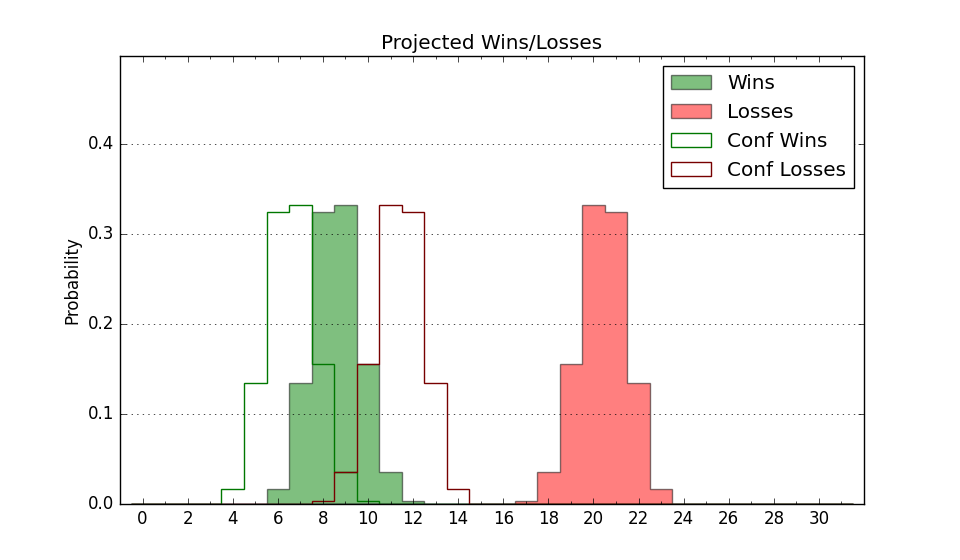 Projected Wins/Losses
Wins
Losses
Conf Wins
Conf Losses
Probability
0.4
0.3
0.2
0.1
0.0
0 2 4 6 8 10 12 14 16 18 20 22 24 26 28 30